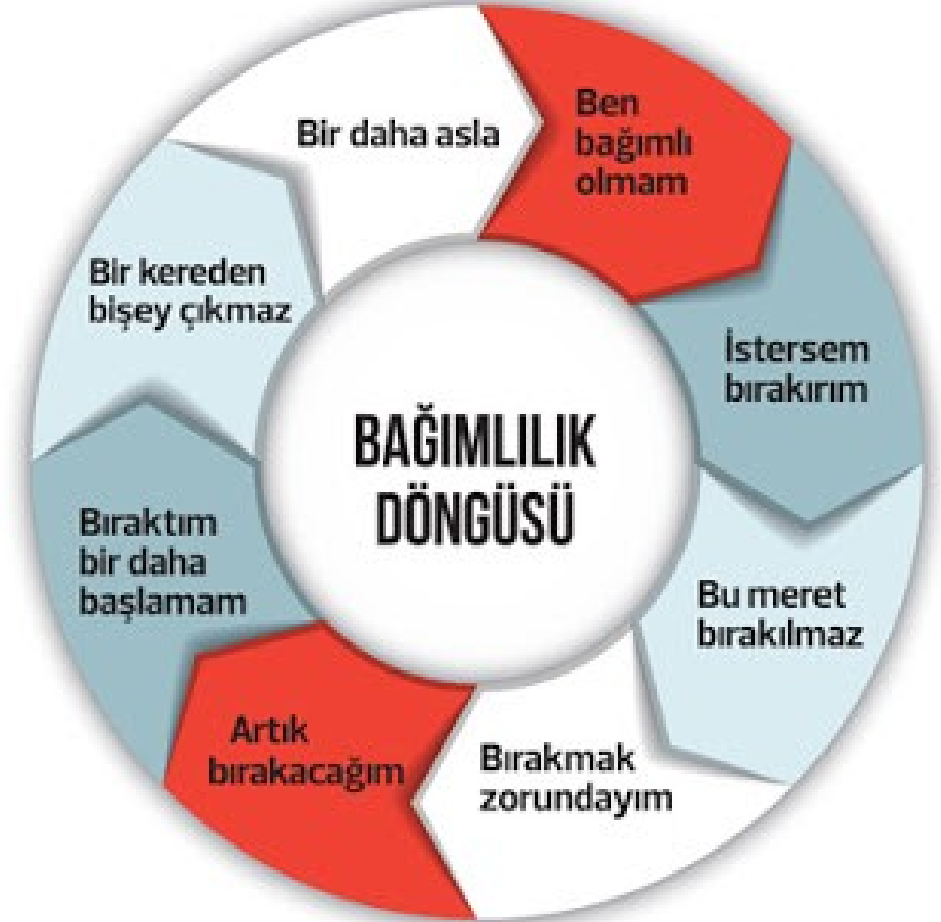 BAĞIMLILIK
DÖNGÜSÜ
Ben
bağımlı
olmam
İstersem
bırakırım
Bu meret
bırakılmaz
Bırakmak
zorundayım
Artık
bırakacağım
Bıraktım
bir daha
başlamam
Bir kereden
bişey çıkmaz
Bir daha asla